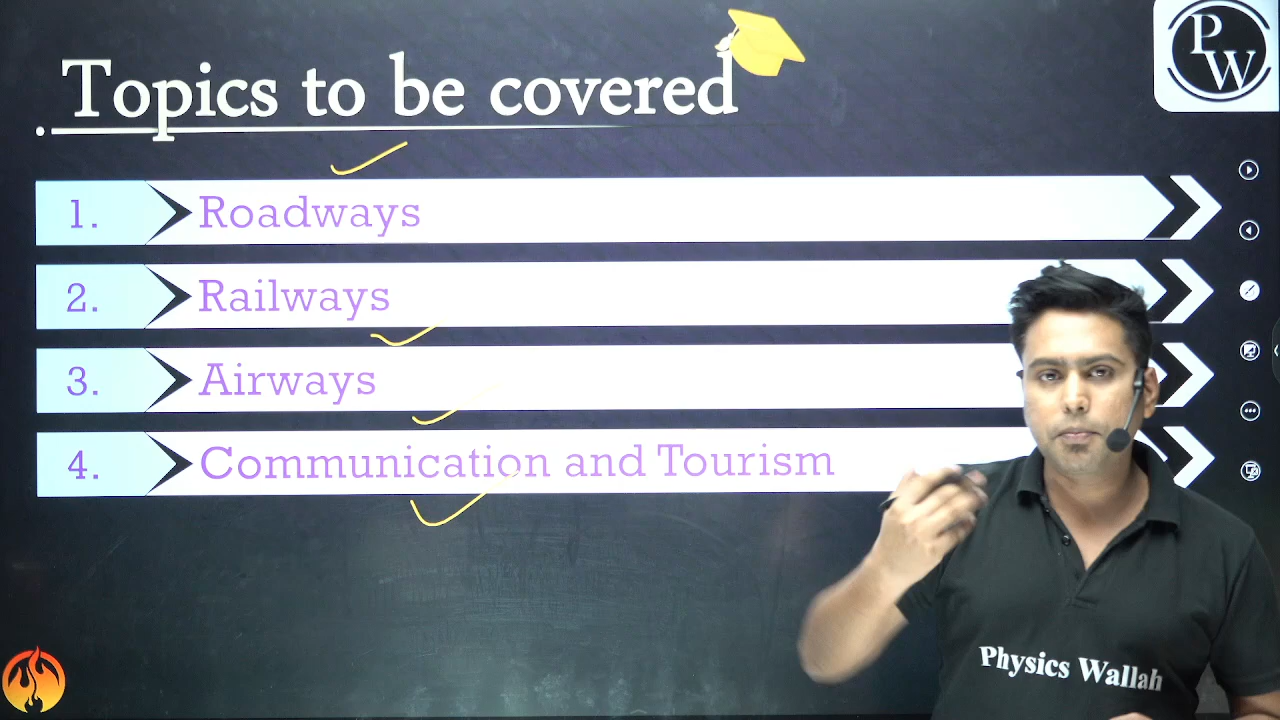 Topics to be covered
PW
1. Roadways
2. Railways
3. Airways
4. Communication and Tourism
Physics Wallah